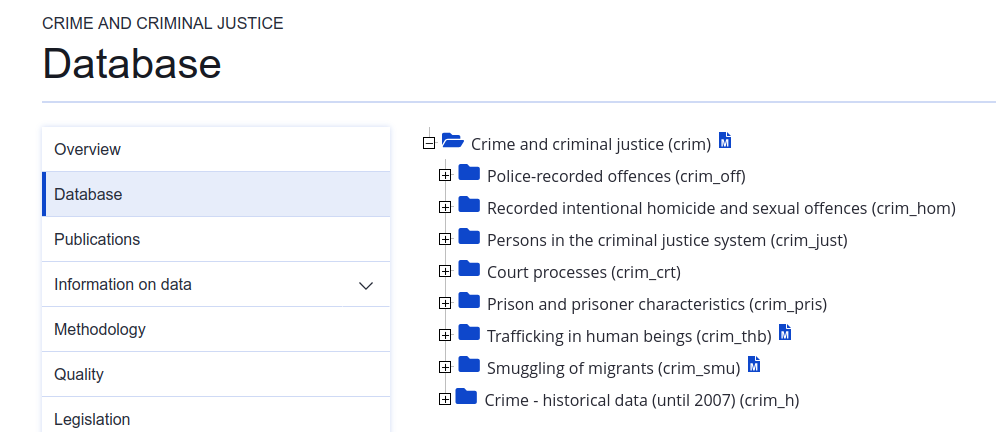 CRIME AND CRIMINAL JUSTICE
Database
Overview
Database
Publications
Information on data
Methodology
Quality
Legislation
Crime and criminal justice (crim) M
Police-recorded offences (crim_off)
Recorded intentional homicide and sexual offences (crim_hom)
Persons in the criminal justice system (crim_just)
Court processes (crim_crt)
Prison and prisoner characteristics (crim_pris)
Trafficking in human beings (crim_thb) M
Smuggling of migrants (crim_smu) M
Crime - historical data (until 2007) (crim_h)